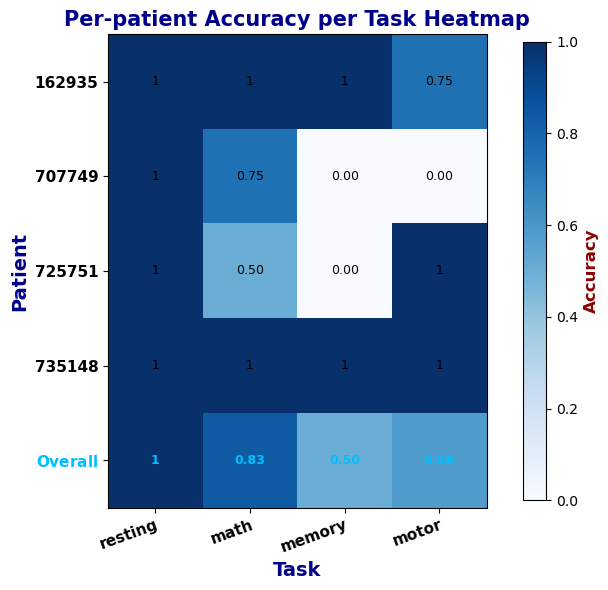 Per-patient Accuracy per Task Heatmap
162935 1 1 1 0.75
707749 1 0.75 0.00 0.00
725751 1 0.50 0.00 1
735148 1 1 1 1
Overall 1 0.83 0.50
resting math memory motor
Task
Patient
1.0
0.8
0.6
0.4
0.2
0.0
Accuracy